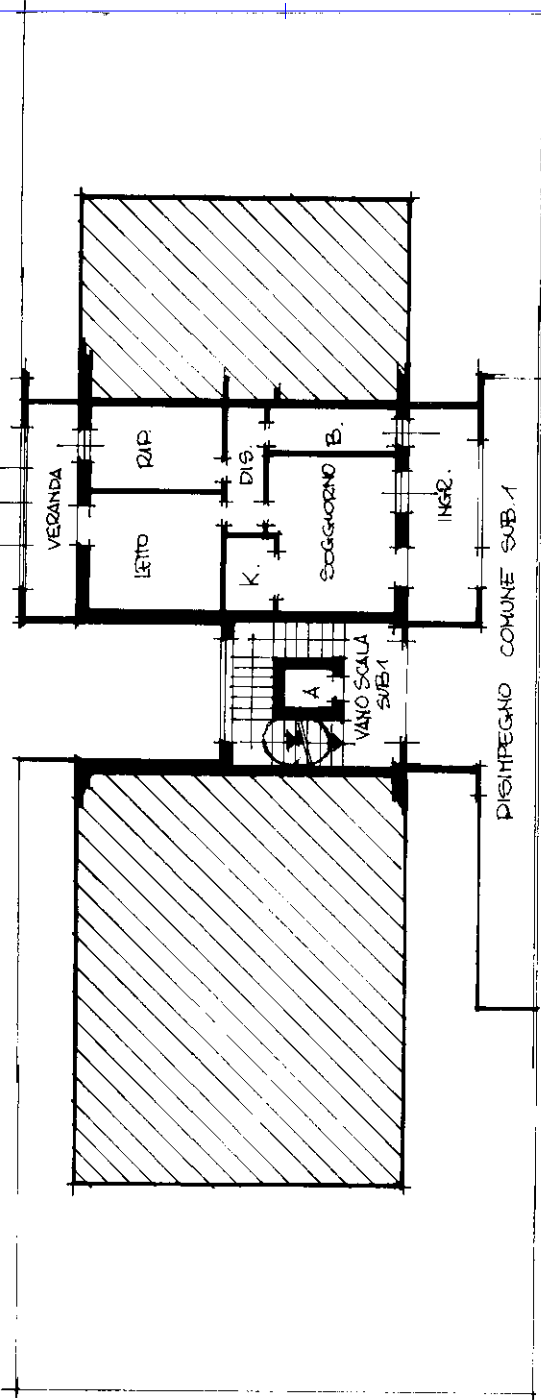 VERANDA
RIP.
LETTO
DIS.
K.
B.
SOGGIORNO
INGR.
A
VANO SCALA
SUB 1
DISIMPEGNO COMUNE SUB. 1